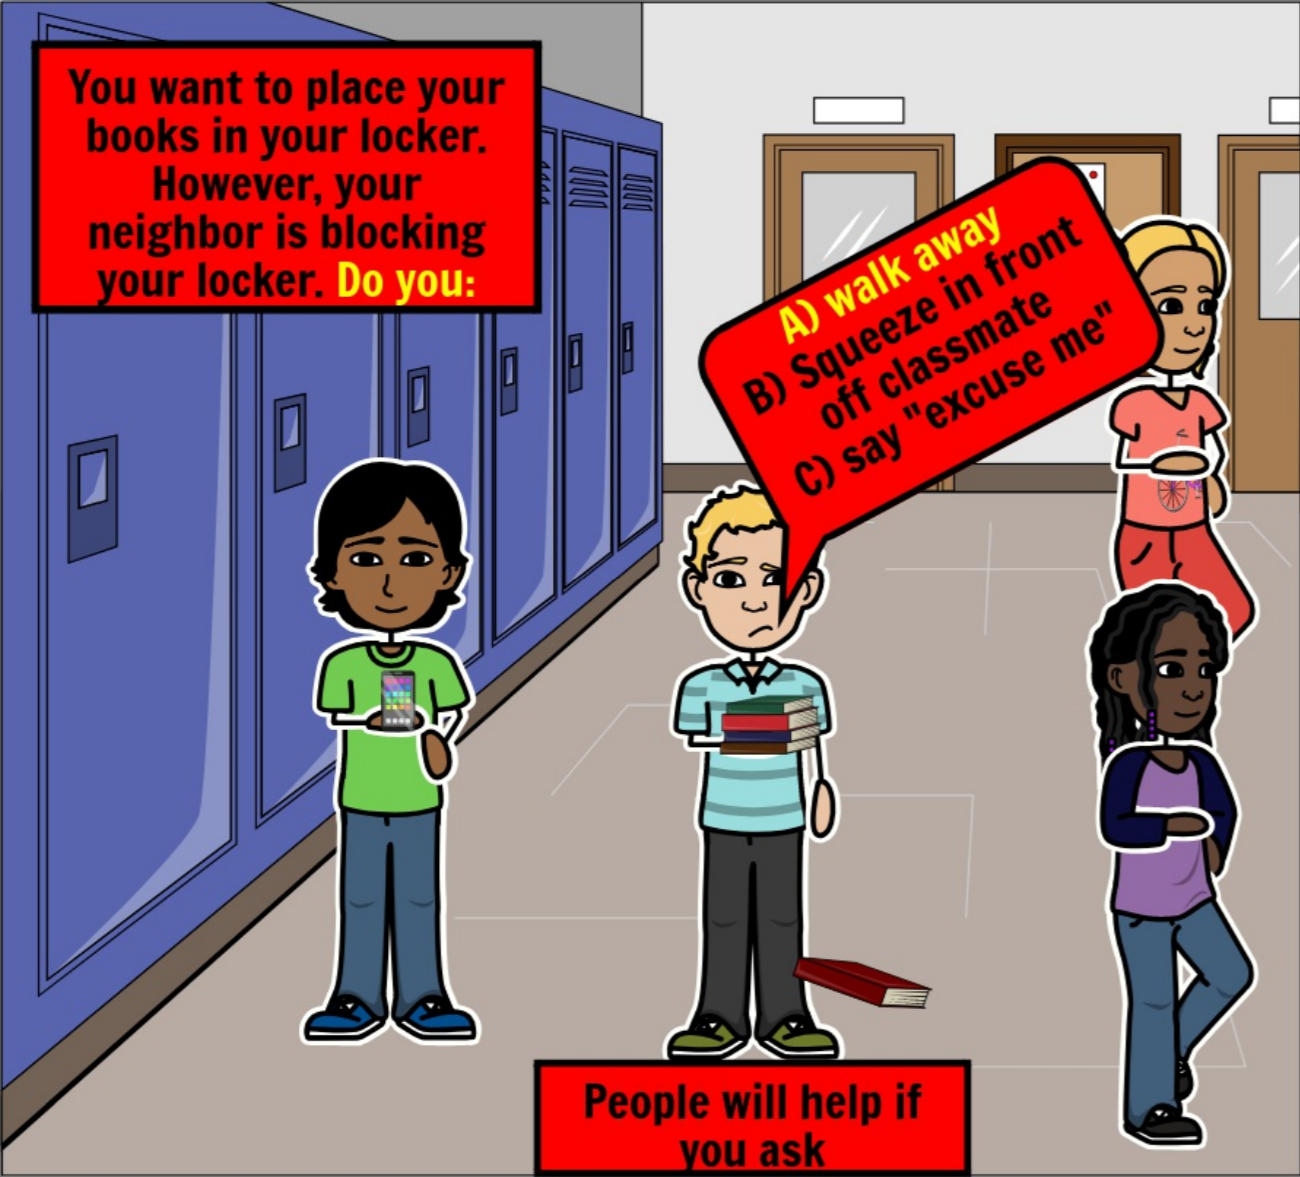 You want to place your
books in your locker.
However, your
neighbor is blocking
your locker. Do you:
A) walk away
B) Squeeze in front
off classmate
C) say "excuse me"
People will help if
you ask